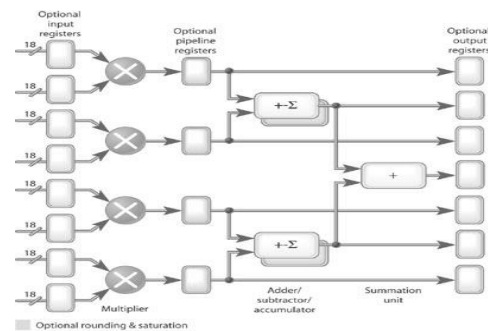 Optional
input
registers
Optional
pipeline
registers
Optional
output
registers
18
18
18
18
18
18
18
18
+-Σ
+
+-Σ
Multiplier
Adder/
subtractor/
accumulator
Summation
unit
Optional rounding & saturation